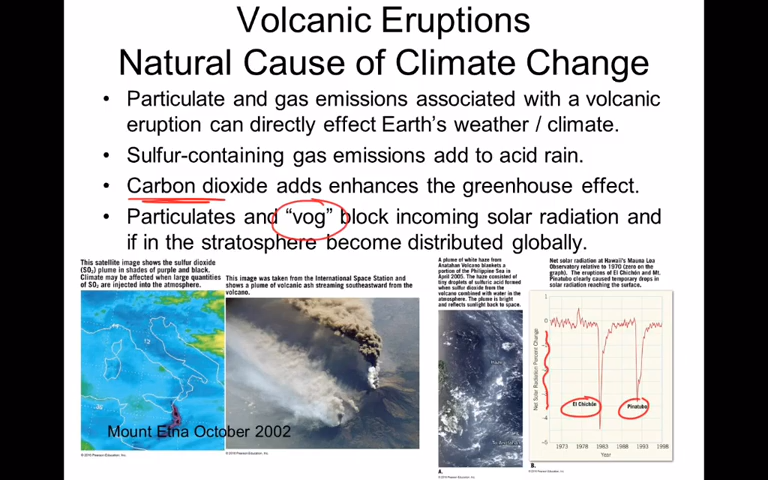 Volcanic Eruptions
Natural Cause of Climate Change
• Particulate and gas emissions associated with a volcanic
eruption can directly effect Earth's weather / climate.
• Sulfur-containing gas emissions add to acid rain.
• Carbon dioxide adds enhances the greenhouse effect.
• Particulates and "vog" block incoming solar radiation and
if in the stratosphere become distributed globally.
This satellite image shows the sulfur dioxide
(SO₂) plume in shades of purple and black.
Climate may be affected when large quantities
of SO₂ are injected into the atmosphere.
Mount Etna October 2002
This image was taken from the International Space Station and
shows a plume of volcanic ash streaming southeastward from the
volcano.
A plume of white haze from
Anatahan Volcano blankets a
portion of the Philippine Sea in
April 2005. The haze consisted of
tiny droplets of sulfuric acid formed
when sulfur dioxide from the
volcano combined with water in the
atmosphere. The plume is bright
and reflects sunlight back to space.
A.
Net solar radiation at Hawaii's Mauna Loa
Observatory relative to 1970 (zero on the
graph). The eruptions of El Chichón and Mt.
Pinatubo clearly caused temporary drops in
solar radiation reaching the surface.
Net Solar Radiation Percent Change
1
0
-4
-5
El Chichón
Pinatubo
1973 1978 1983 1988 1993 1998
Year
B.